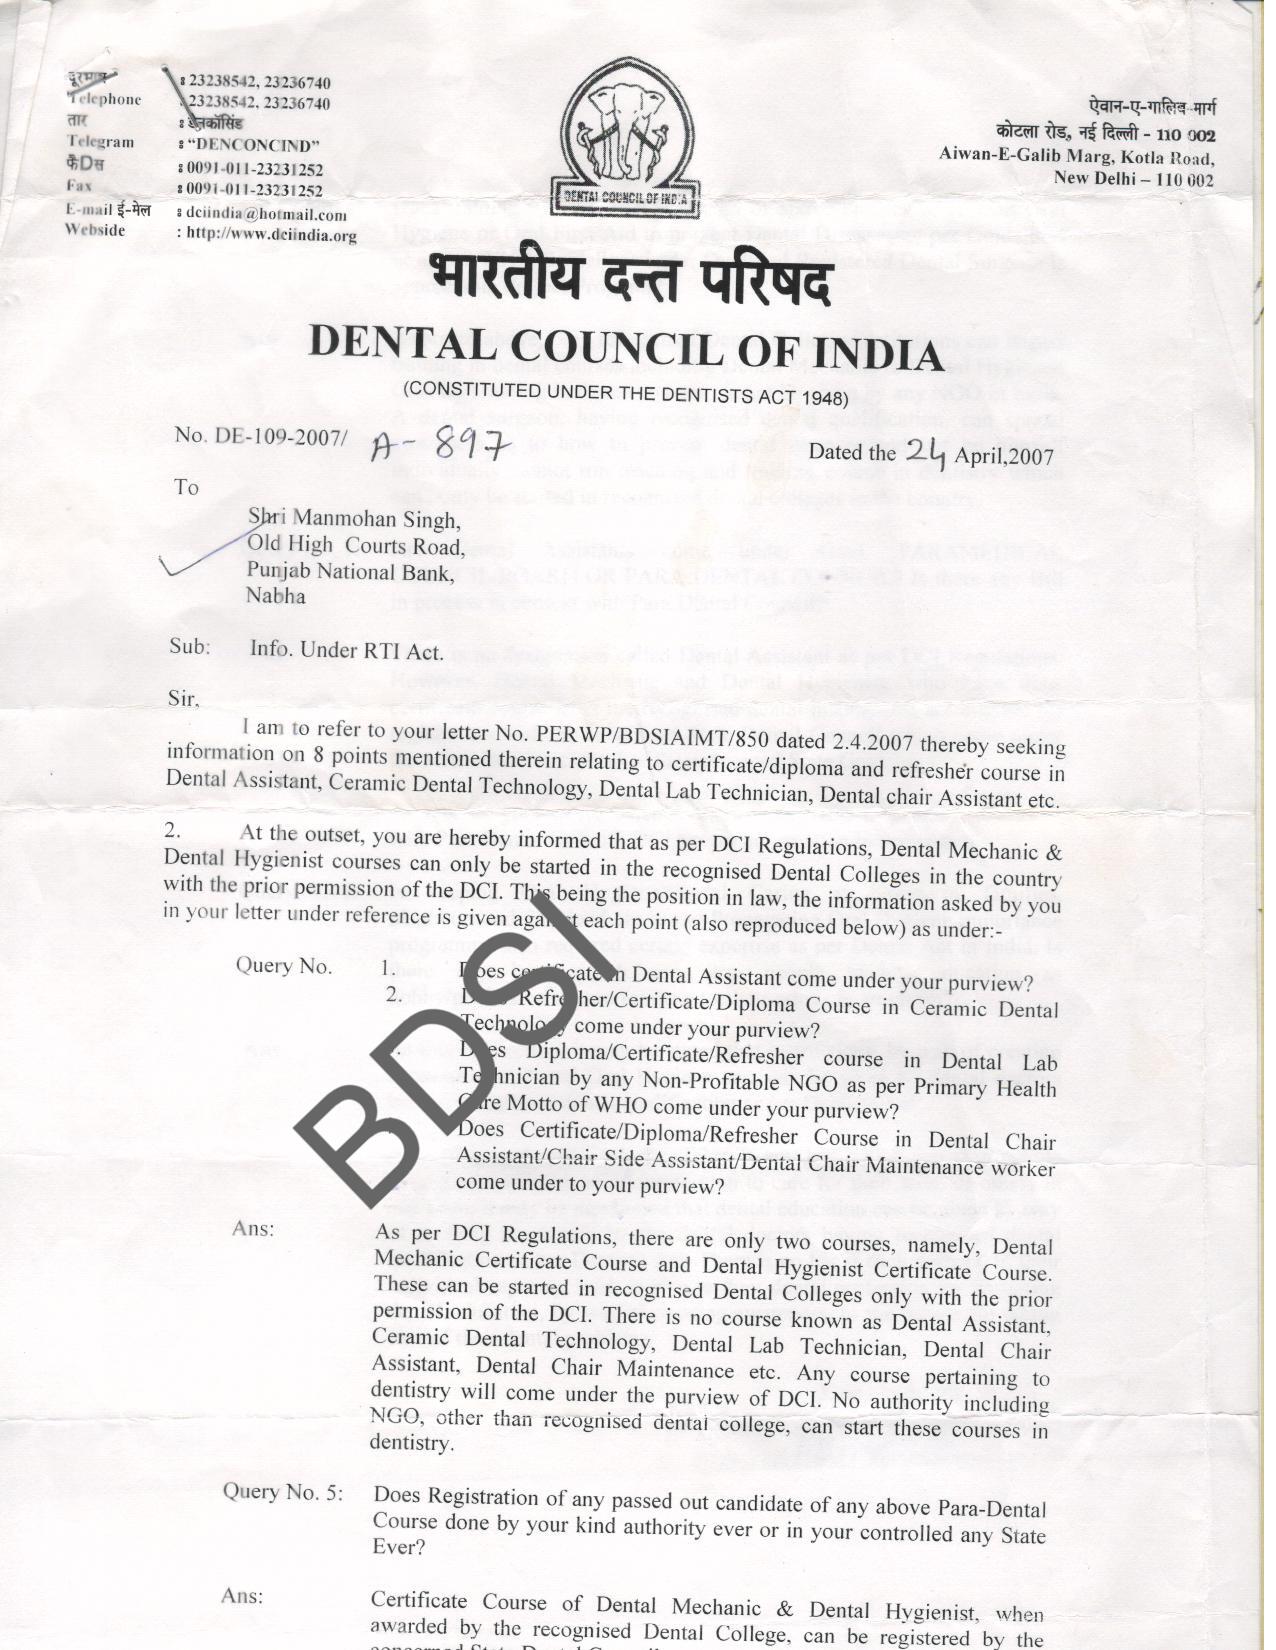 दूरभाष : 23238542, 23236740
Telephone : 23238542, 23236740
तार : डेनकॉसिंड
Telegram : “DENCONCIND”
फैDस : 0091-011-23231252
Fax : 0091-011-23231252
E-mail ई-मेल : dciindia@hotmail.com
Webside : http://www.dciindia.org
DENTAL COUNCIL OF INDIA
ऐवान-ए-गालिब मार्ग
कोटला रोड, नई दिल्ली - 110 002
Aiwan-E-Galib Marg, Kotla Road,
New Delhi – 110 002
भारतीय दन्त परिषद
DENTAL COUNCIL OF INDIA
(CONSTITUTED UNDER THE DENTISTS ACT 1948)
No. DE-109-2007/ A-897
Dated the 24 April,2007
To
Shri Manmohan Singh,
Old High Courts Road,
Punjab National Bank,
Nabha
Sub: Info. Under RTI Act.
Sir,
I am to refer to your letter No. PERWP/BDSIAIMT/850 dated 2.4.2007 thereby seeking
information on 8 points mentioned therein relating to certificate/diploma and refresher course in
Dental Assistant, Ceramic Dental Technology, Dental Lab Technician, Dental chair Assistant etc.
2. At the outset, you are hereby informed that as per DCI Regulations, Dental Mechanic &
Dental Hygienist courses can only be started in the recognised Dental Colleges in the country
with the prior permission of the DCI. This being the position in law, the information asked by you
in your letter under reference is given against each point (also reproduced below) as under:-
Query No. 1. Does certificate in Dental Assistant come under your purview?
2. Does Refresher/Certificate/Diploma Course in Ceramic Dental
Technology come under your purview?
Does Diploma/Certificate/Refresher course in Dental Lab
Technician by any Non-Profitable NGO as per Primary Health
Care Motto of WHO come under your purview?
Does Certificate/Diploma/Refresher Course in Dental Chair
Assistant/Chair Side Assistant/Dental Chair Maintenance worker
come under to your purview?
BDSI
Ans: As per DCI Regulations, there are only two courses, namely, Dental
Mechanic Certificate Course and Dental Hygienist Certificate Course.
These can be started in recognised Dental Colleges only with the prior
permission of the DCI. There is no course known as Dental Assistant,
Ceramic Dental Technology, Dental Lab Technician, Dental Chair
Assistant, Dental Chair Maintenance etc. Any course pertaining to
dentistry will come under the purview of DCI. No authority including
NGO, other than recognised dental college, can start these courses in
dentistry.
Query No. 5: Does Registration of any passed out candidate of any above Para-Dental
Course done by your kind authority ever or in your controlled any State
Ever?
Ans: Certificate Course of Dental Mechanic & Dental Hygienist, when
awarded by the recognised Dental College, can be registered by the